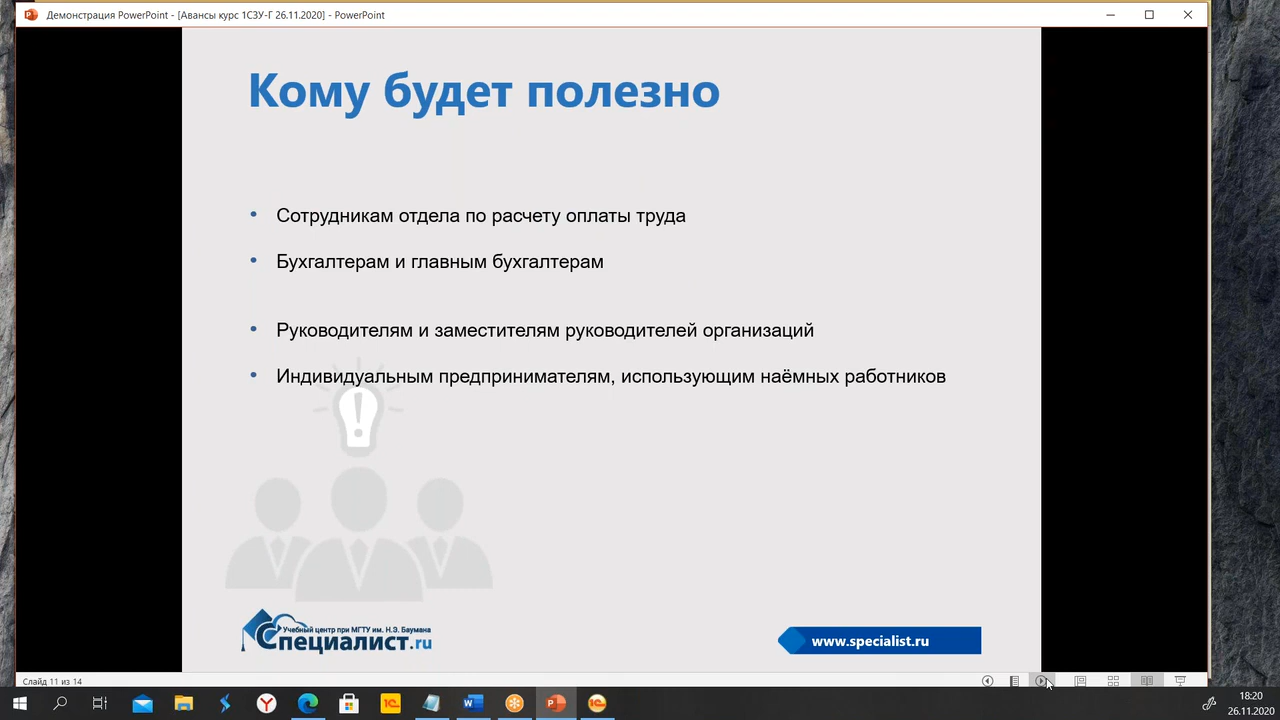 Демонстрация PowerPoint - [Авансы курс 1СЗУ-Г 26.11.2020] - PowerPoint
Кому будет полезно
• Сотрудникам отдела по расчету оплаты труда
• Бухгалтерам и главным бухгалтерам
• Руководителям и заместителям руководителей организаций
• Индивидуальным предпринимателям, использующим наёмных работников
Учебный центр при МГТУ им. Н.Э. Баумана
Специалист.ru
www.specialist.ru
Слайд 11 из 14
18:20
26.11.2020